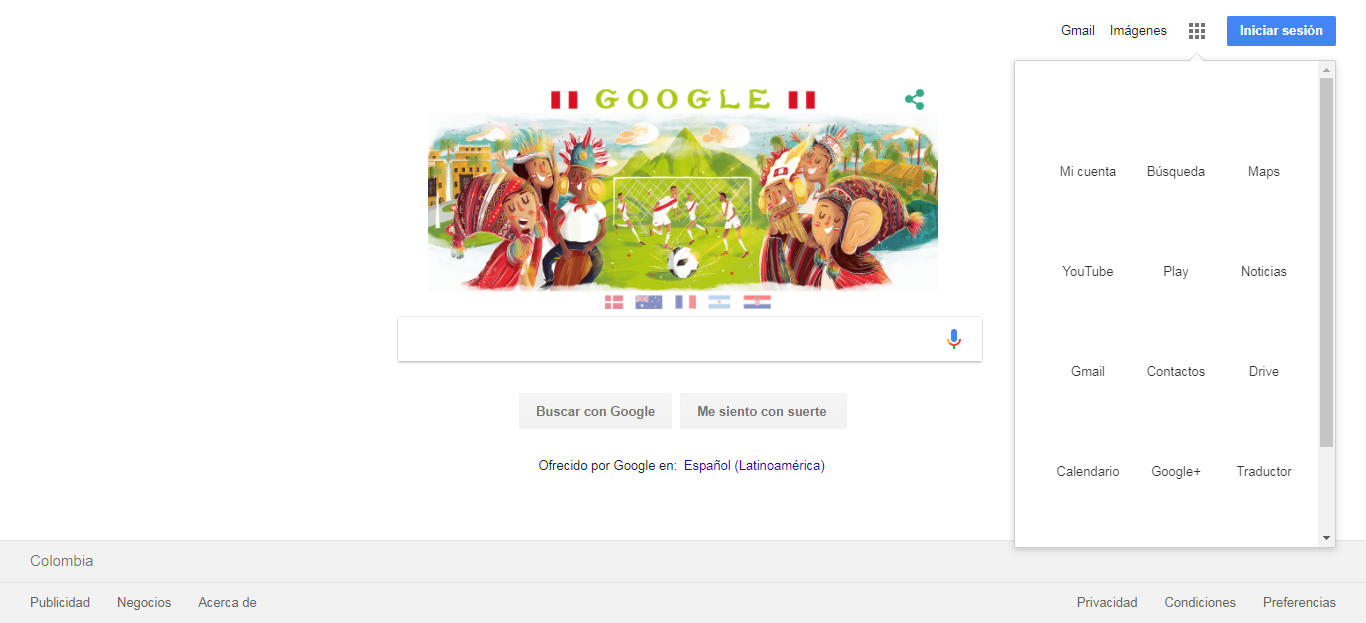 Gmail Imágenes Iniciar sesión
GOOGLE
Mi cuenta Búsqueda Maps
YouTube Play Noticias
Gmail Contactos Drive
Calendario Google+ Traductor
Buscar con Google Me siento con suerte
Ofrecido por Google en: Español (Latinoamérica)
Colombia
Publicidad Negocios Acerca de Privacidad Condiciones Preferencias